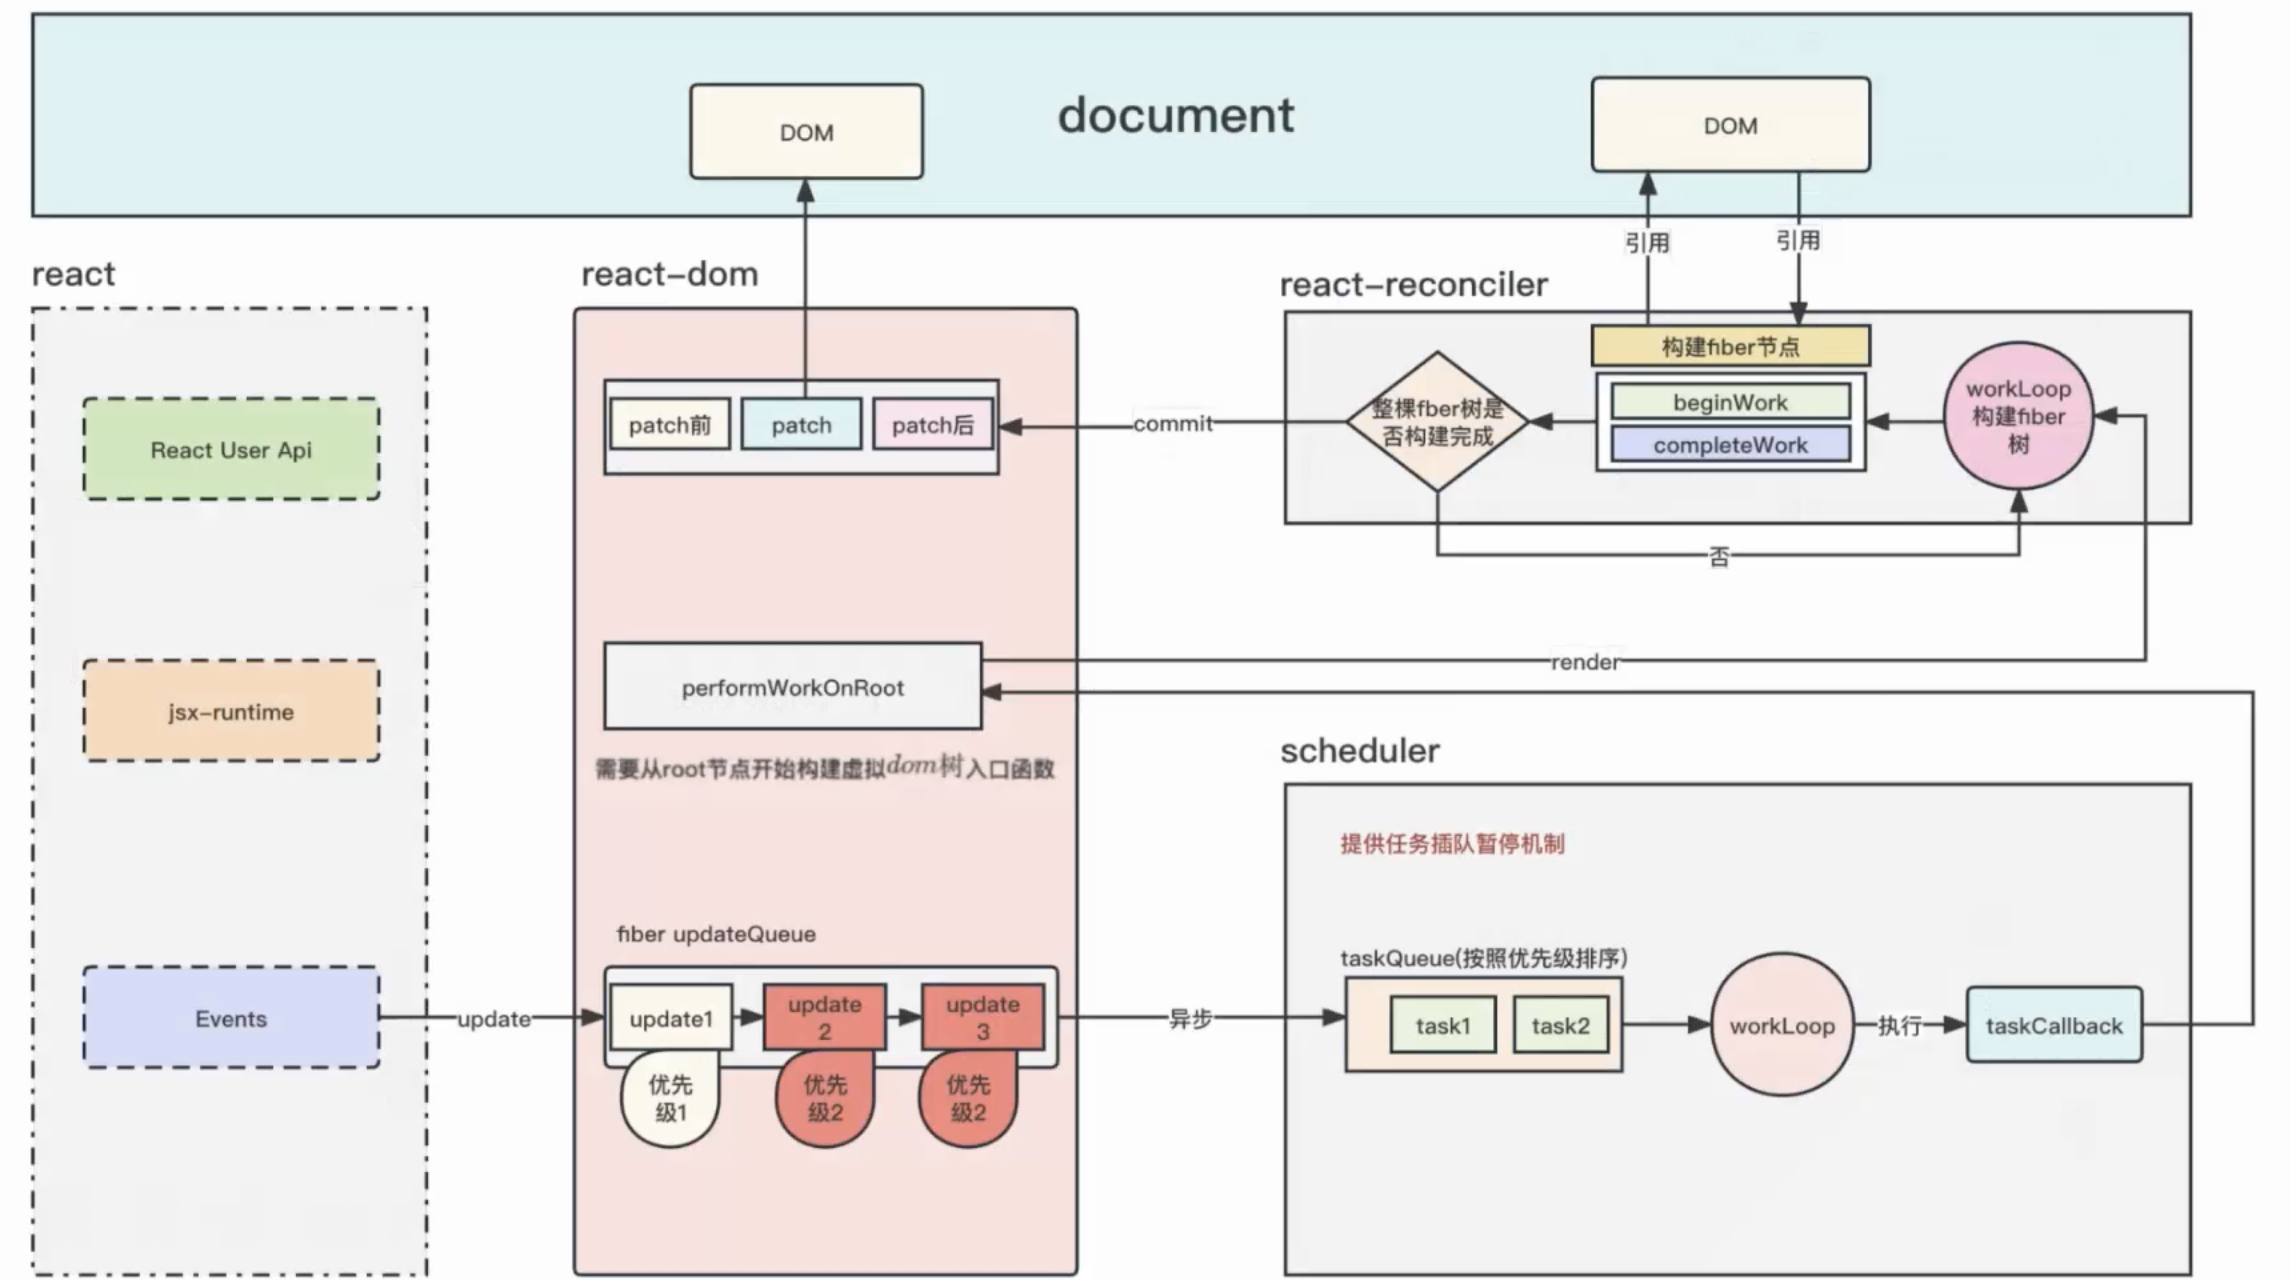 document
DOM
DOM
引用
引用
react
React User Api
jsx-runtime
Events
update
react-dom
patch前
patch
patch后
performWorkOnRoot
需要从root节点开始构建虚拟dom树入口函数
fiber updateQueue
update1
update
2
update
3
优先
级1
优先
级2
优先
级2
commit
react-reconciler
整棵fber树是
否构建完成
构建fiber节点
beginWork
completeWork
workLoop
构建fiber
树
否
render
异步
scheduler
提供任务插队暂停机制
taskQueue(按照优先级排序)
task1
task2
workLoop
执行
taskCallback